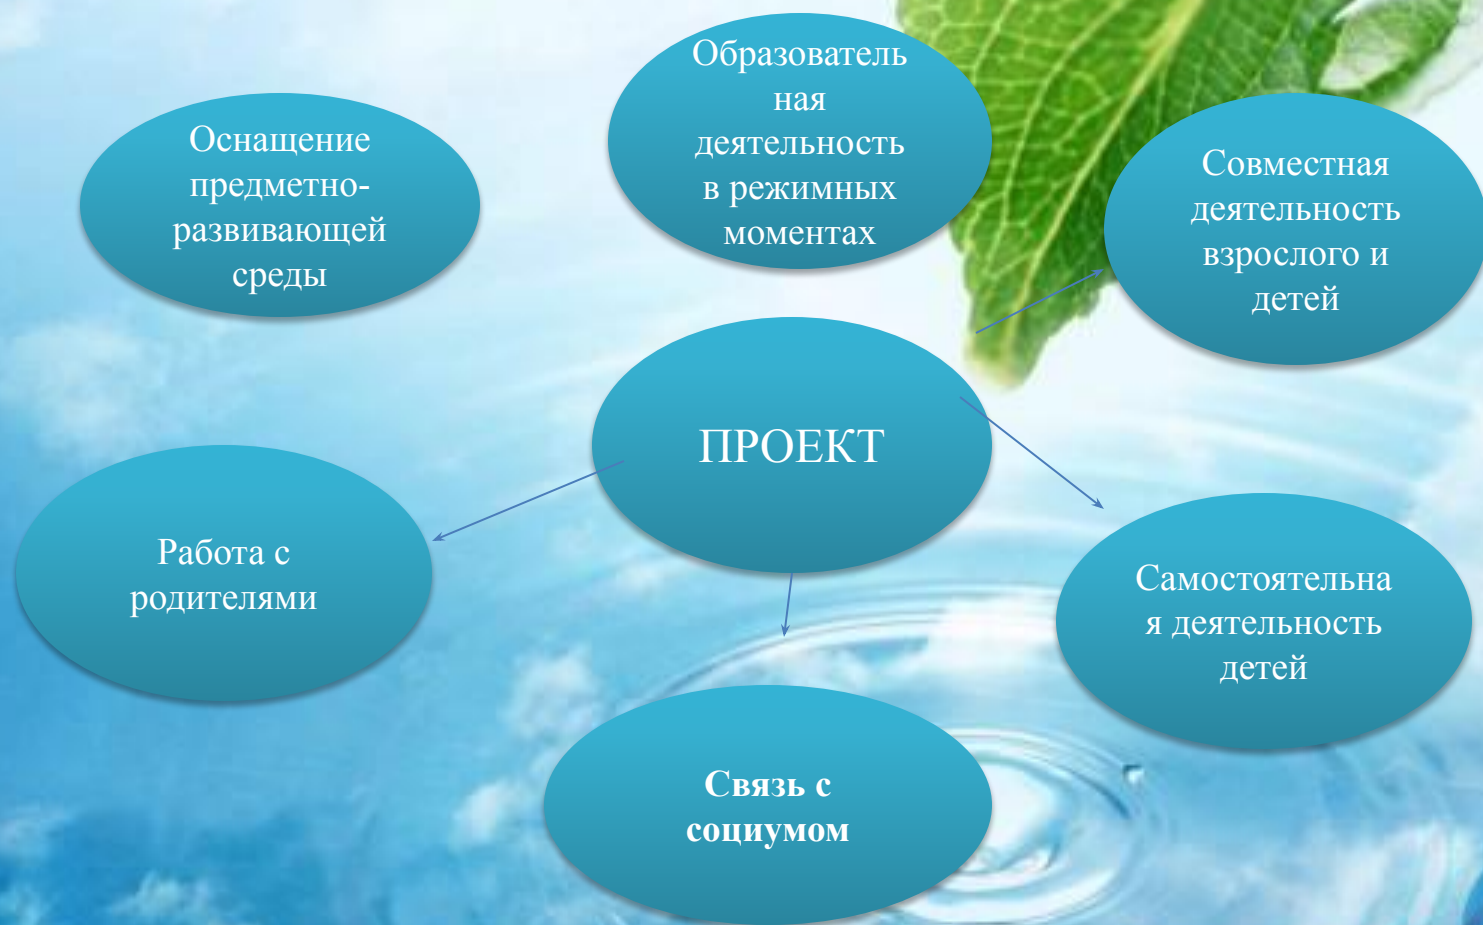 Образователь
ная
деятельность
в режимных
моментах
Оснащение
предметно-
развивающей
среды
Совместная
деятельность
взрослого и
детей
ПРОЕКТ
Работа с
родителями
Самостоятельна
я деятельность
детей
Связь с
социумом